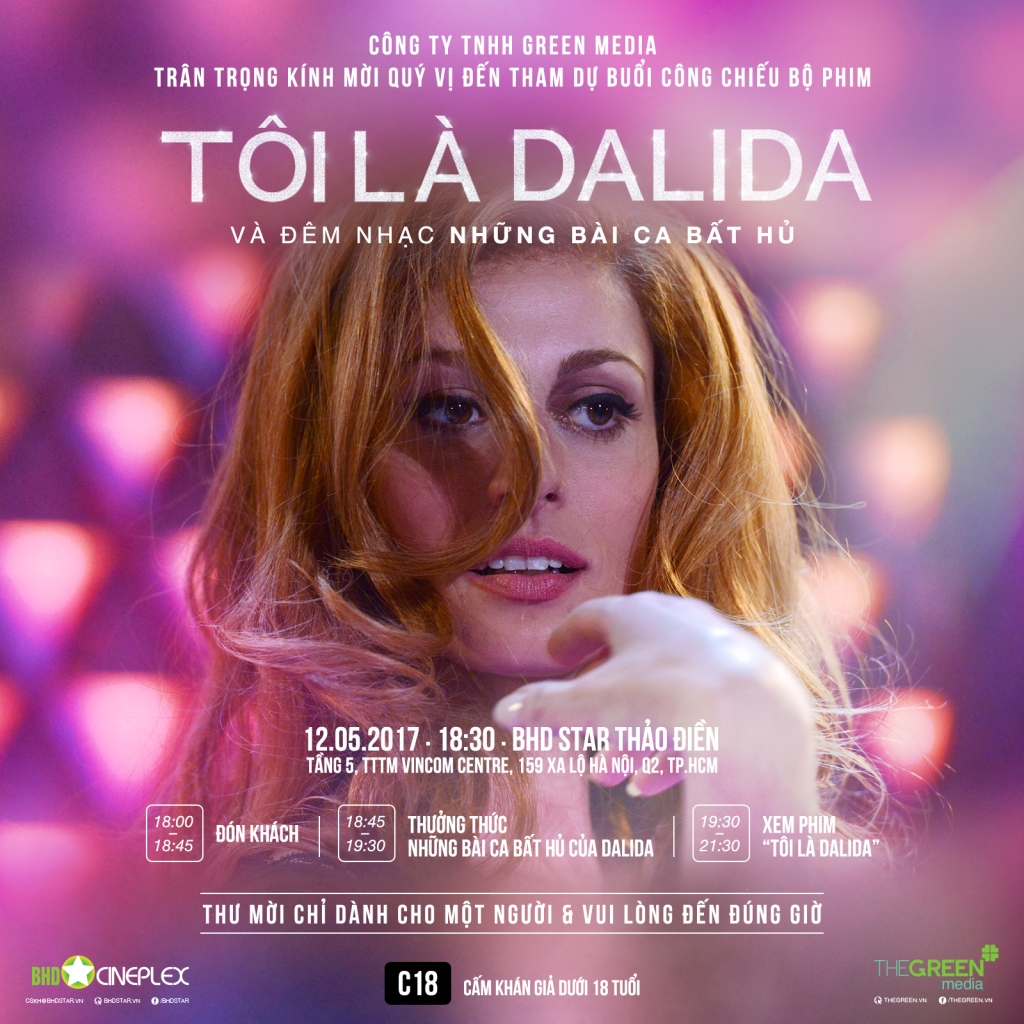 CÔNG TY TNHH GREEN MEDIA
TRÂN TRỌNG KÍNH MỜI QUÝ VỊ ĐẾN THAM DỰ BUỔI CÔNG CHIẾU BỘ PHIM
TÔI LÀ DALIDA
VÀ ĐÊM NHẠC NHỮNG BÀI CA BẤT HỦ
12.05.2017 . 18:30 . BHD STAR THẢO ĐIỀN
TẦNG 5, TTTM VINCOM CENTRE, 159 XA LỘ HÀ NỘI, Q2, TP.HCM
18:00
–
18:45
ĐÓN KHÁCH
18:45
–
19:30
THƯỞNG THỨC
NHỮNG BÀI CA BẤT HỦ CỦA DALIDA
19:30
–
21:30
XEM PHIM
"TÔI LÀ DALIDA"
THƯ MỜI CHỈ DÀNH CHO MỘT NGƯỜI & VUI LÒNG ĐẾN ĐÚNG GIỜ
BHD CINEPLEX
CSKH@BHDSTAR.VN BHDSTAR.VN /BHDSTAR
C18 CẤM KHÁN GIẢ DƯỚI 18 TUỔI
THEGREEN
media
THEGREEN.VN /THEGREEN.VN